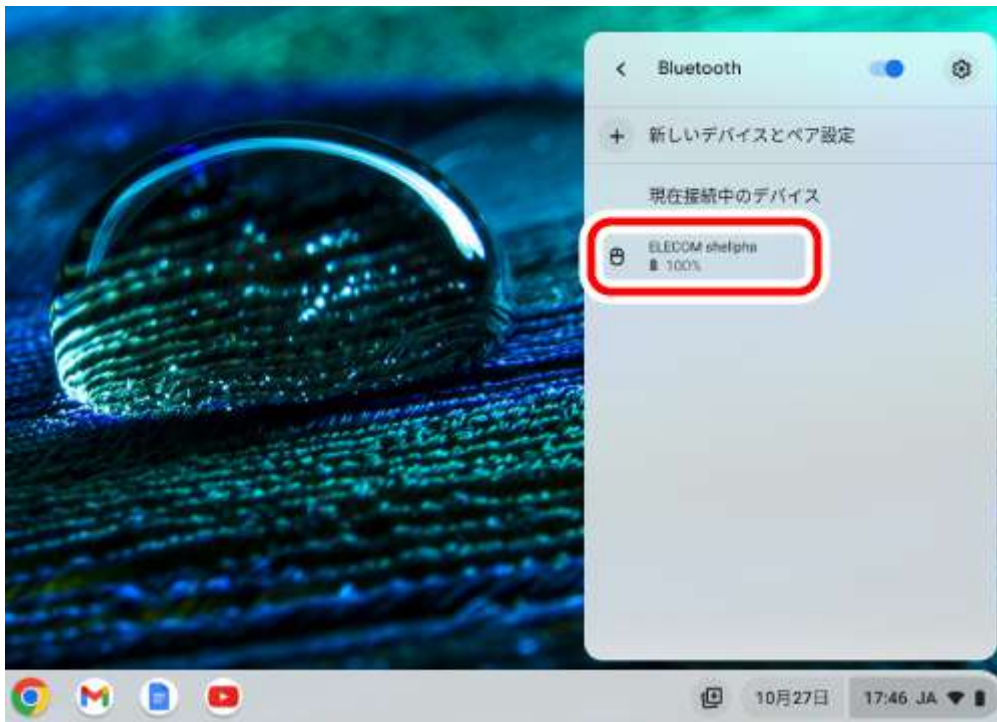 Bluetooth
新しいデバイスとペア設定
現在接続中のデバイス
ELECOM shellpha
100%
10月27日
17:46 JA